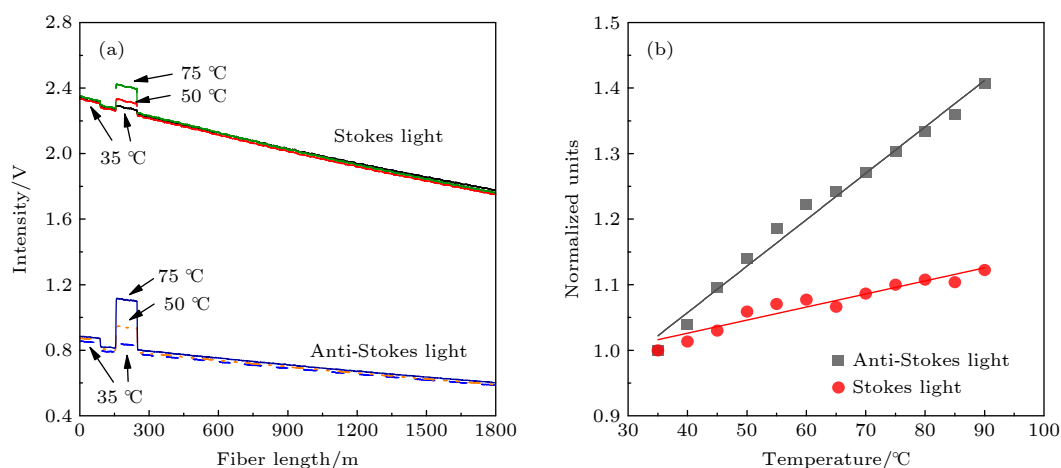 (a)
75 ℃
50 ℃
35 ℃
Stokes light
75 ℃
50 ℃
Anti-Stokes light
35 ℃
2.8
2.4
2.0
1.6
1.2
0.8
0.4
0 300 600 900 1200 1500 1800
Intensity/V
Fiber length/m
(b)
1.5
1.4
1.3
1.2
1.1
1.0
0.9
Anti-Stokes light
Stokes light
30 40 50 60 70 80 90 100
Normalized units
Temperature/℃